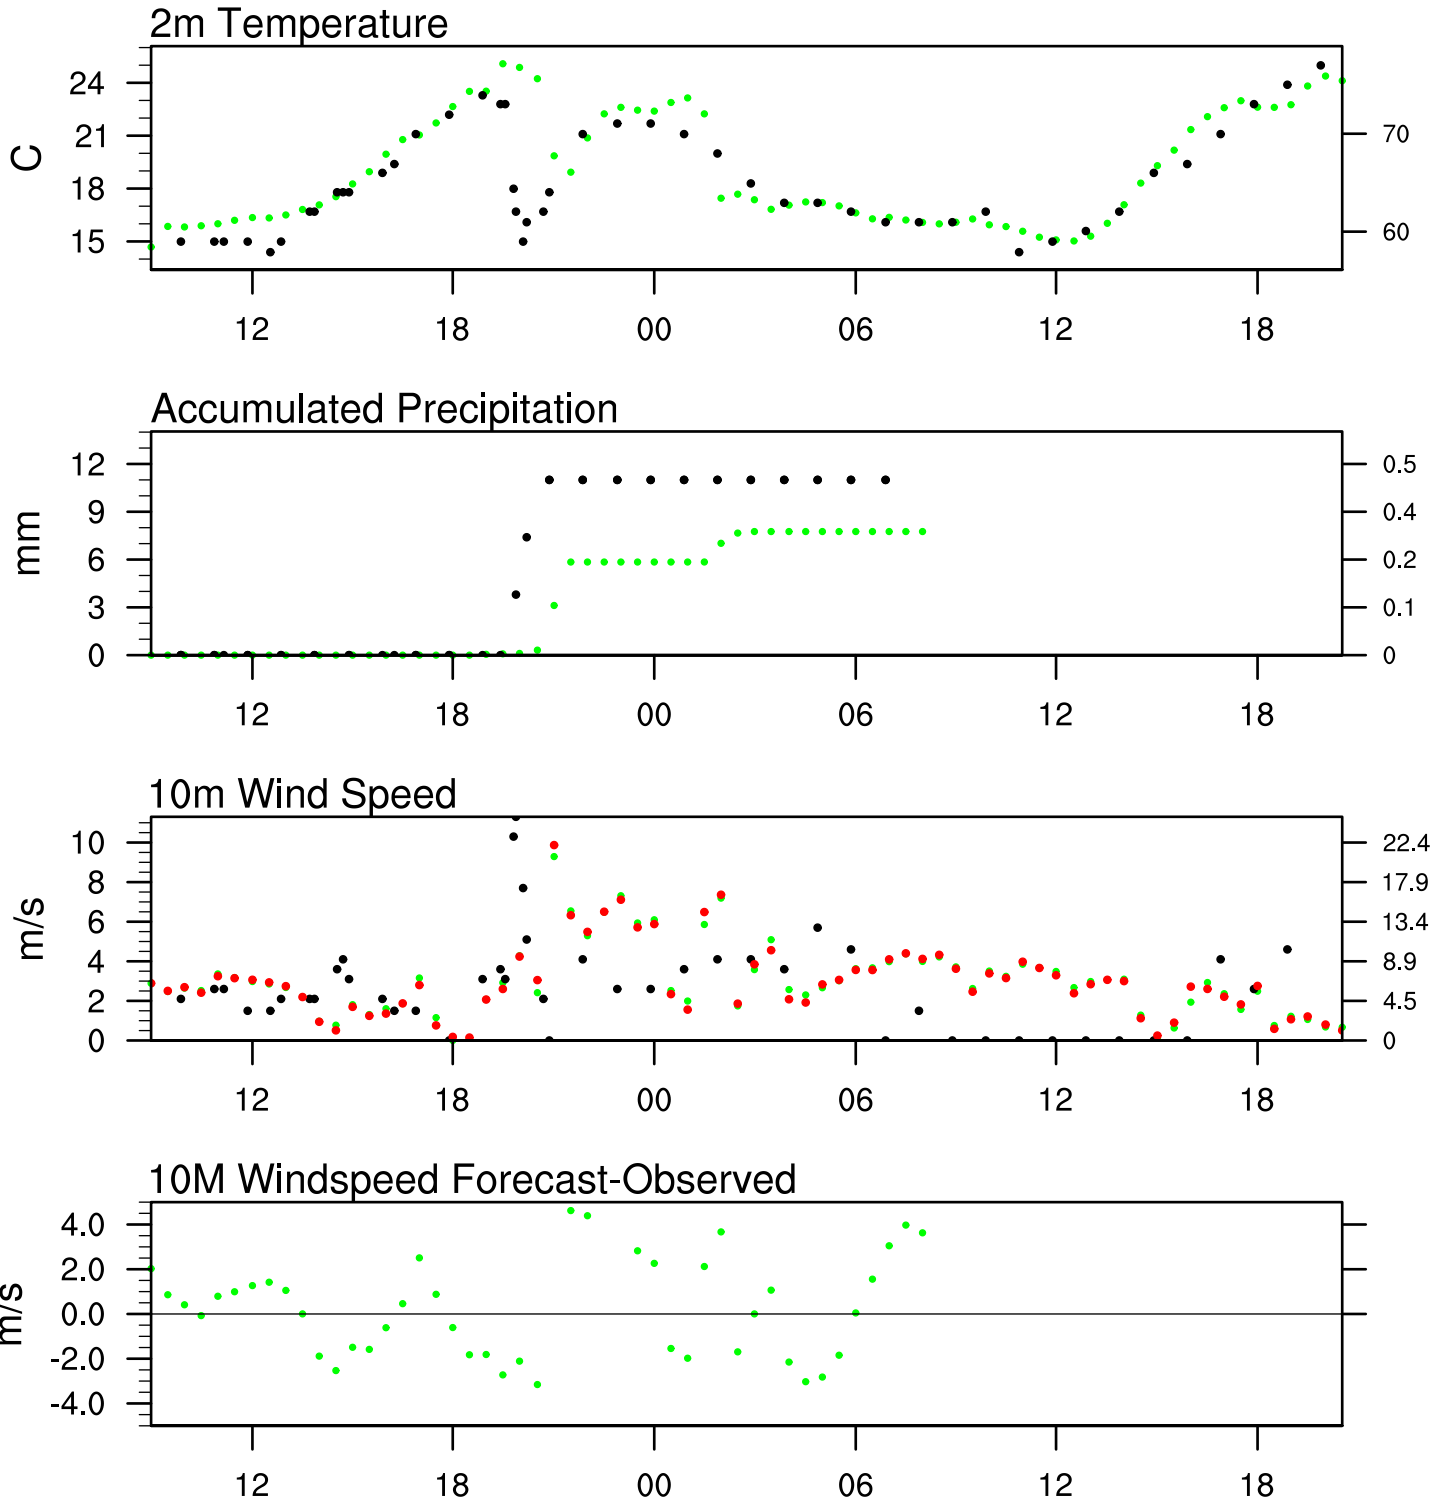 2m Temperature
24
21
18
15
C
70
60
12 18 00 06 12 18
Accumulated Precipitation
12
9
6
3
0
mm
0.5
0.4
0.2
0.1
0
12 18 00 06 12 18
10m Wind Speed
10
8
6
4
2
0
m/s
22.4
17.9
13.4
8.9
4.5
0
12 18 00 06 12 18
10M Windspeed Forecast-Observed
4.0
2.0
0.0
-2.0
-4.0
m/s
12 18 00 06 12 18